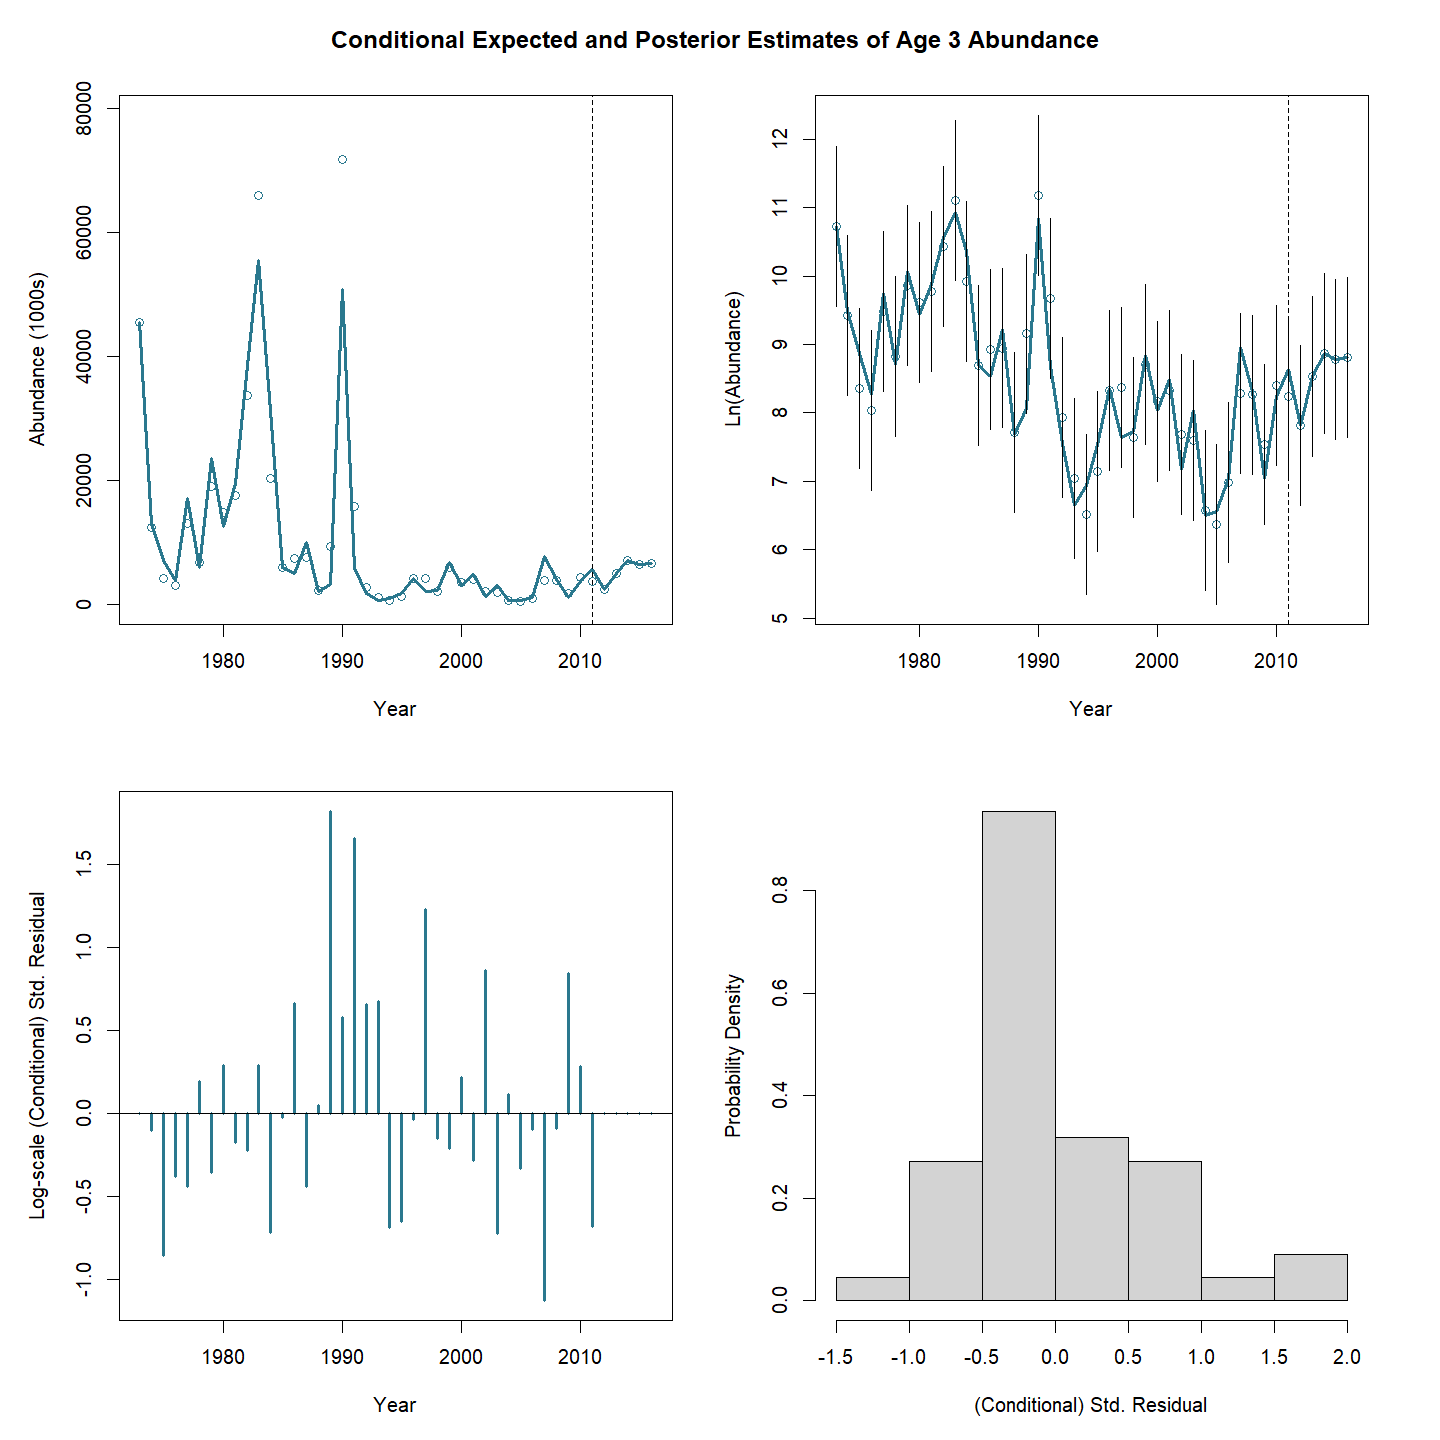 Conditional Expected and Posterior Estimates of Age 3 Abundance
Abundance (1000s)
80000
60000
40000
20000
0
1980 1990 2000 2010
Year
Ln(Abundance)
12
11
10
9
8
7
6
5
1980 1990 2000 2010
Year
Log-scale (Conditional) Std. Residual
1.5
1.0
0.5
0.0
-0.5
-1.0
1980 1990 2000 2010
Year
Probability Density
0.8
0.6
0.4
0.2
0.0
-1.5 -1.0 -0.5 0.0 0.5 1.0 1.5 2.0
(Conditional) Std. Residual